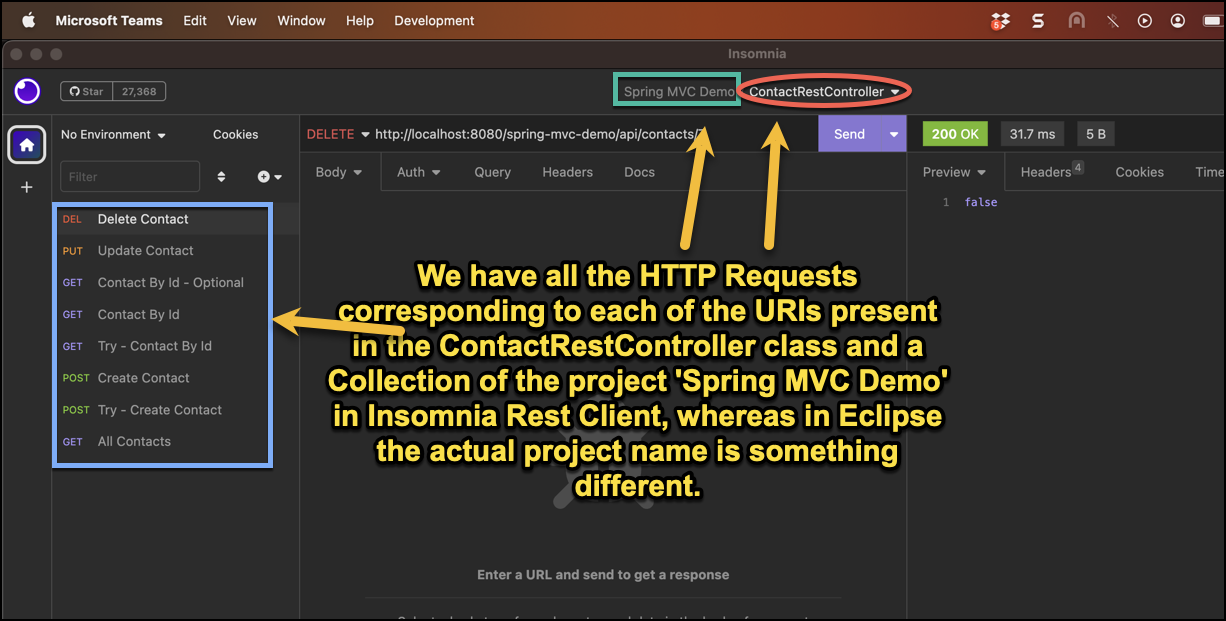 Microsoft Teams Edit View Window Help Development
5
Insomnia
Star 27,368
Spring MVC Demo ContactRestController
No Environment Cookies
DELETE http://localhost:8080/spring-mvc-demo/api/contacts/
Send
200 OK 31.7 ms 5 B
Filter
Body Auth Query Headers Docs
Preview Headers 4 Cookies Time
1 false
DEL Delete Contact
PUT Update Contact
GET Contact By Id - Optional
GET Contact By Id
GET Try - Contact By Id
POST Create Contact
POST Try - Create Contact
GET All Contacts
We have all the HTTP Requests
corresponding to each of the URIs present
in the ContactRestController class and a
Collection of the project 'Spring MVC Demo'
in Insomnia Rest Client, whereas in Eclipse
the actual project name is something
different.
Enter a URL and send to get a response